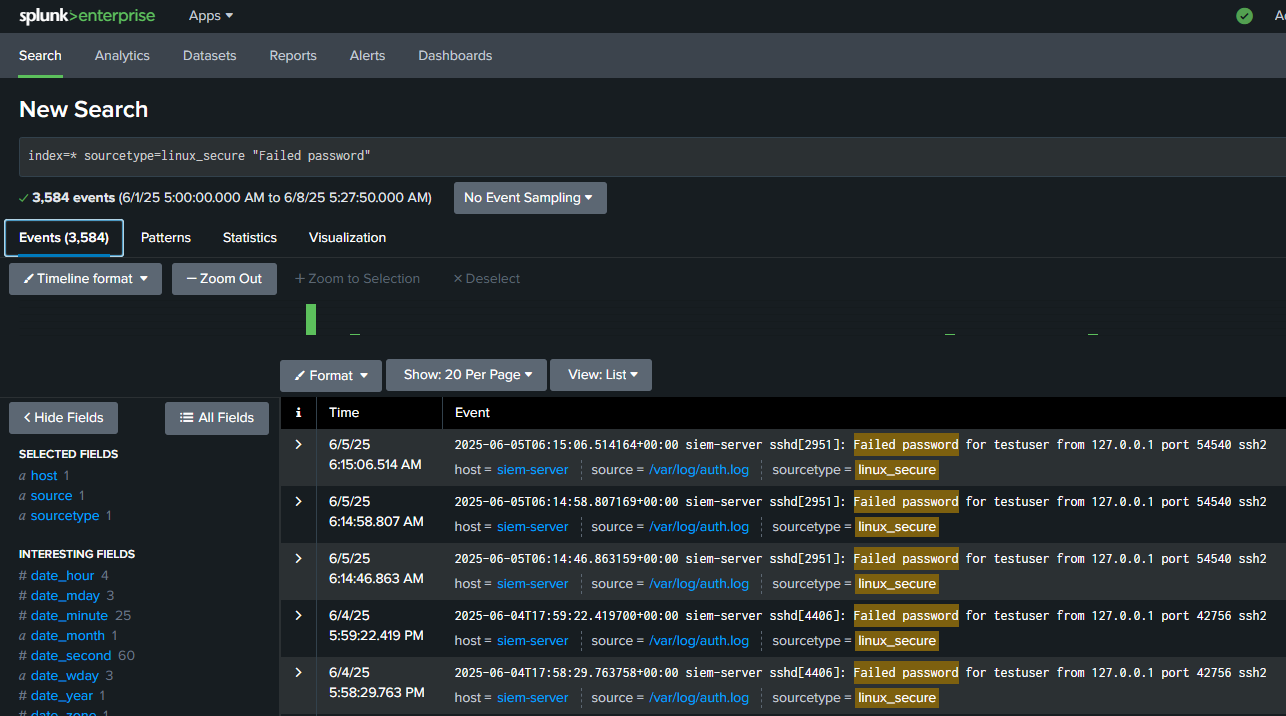 splunk>enterprise Apps
Search Analytics Datasets Reports Alerts Dashboards
New Search
index=* sourcetype=linux_secure "Failed password"
3,584 events (6/1/25 5:00:00.000 AM to 6/8/25 5:27:50.000 AM) No Event Sampling
Events (3,584) Patterns Statistics Visualization
Timeline format — Zoom Out + Zoom to Selection × Deselect
Format Show: 20 Per Page View: List
< Hide Fields All Fields
SELECTED FIELDS
a host 1
a source 1
a sourcetype 1
INTERESTING FIELDS
# date_hour 4
# date_mday 3
# date_minute 25
a date_month 1
# date_second 60
a date_wday 3
# date_year 1
# date_zone 1
i Time Event
> 6/5/25 2025-06-05T06:15:06.514164+00:00 siem-server sshd[2951]: Failed password for testuser from 127.0.0.1 port 54540 ssh2
6:15:06.514 AM host = siem-server source = /var/log/auth.log sourcetype = linux_secure
> 6/5/25 2025-06-05T06:14:58.807169+00:00 siem-server sshd[2951]: Failed password for testuser from 127.0.0.1 port 54540 ssh2
6:14:58.807 AM host = siem-server source = /var/log/auth.log sourcetype = linux_secure
> 6/5/25 2025-06-05T06:14:46.863159+00:00 siem-server sshd[2951]: Failed password for testuser from 127.0.0.1 port 54540 ssh2
6:14:46.863 AM host = siem-server source = /var/log/auth.log sourcetype = linux_secure
> 6/4/25 2025-06-04T17:59:22.419700+00:00 siem-server sshd[4406]: Failed password for testuser from 127.0.0.1 port 42756 ssh2
5:59:22.419 PM host = siem-server source = /var/log/auth.log sourcetype = linux_secure
> 6/4/25 2025-06-04T17:58:29.763758+00:00 siem-server sshd[4406]: Failed password for testuser from 127.0.0.1 port 42756 ssh2
5:58:29.763 PM host = siem-server source = /var/log/auth.log sourcetype = linux_secure